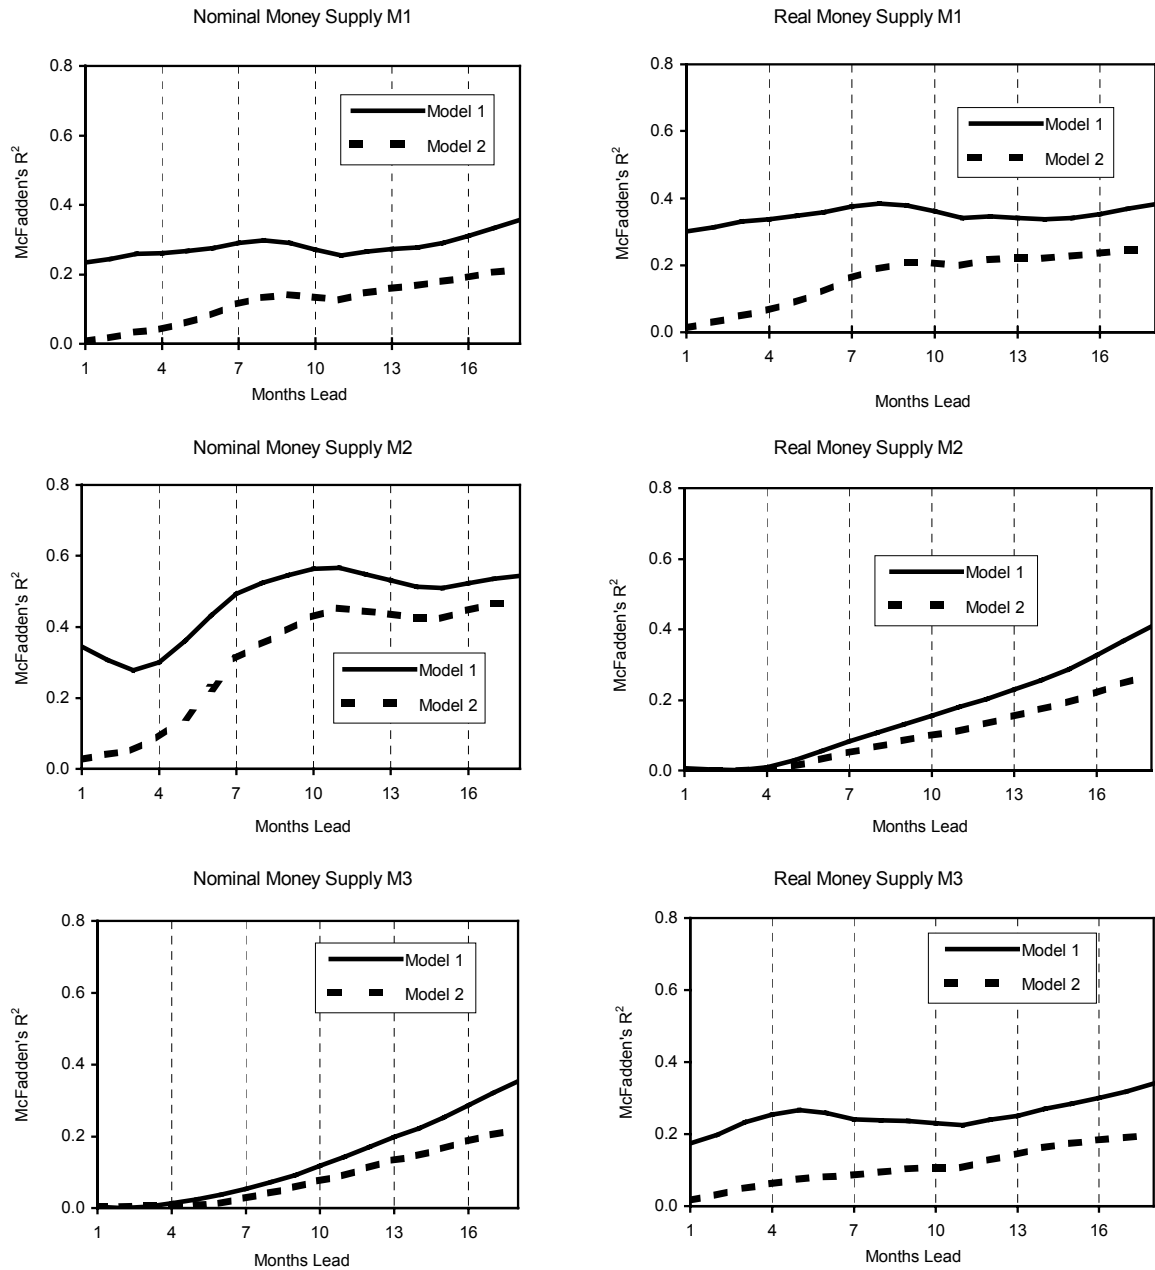 Nominal Money Supply M1
McFadden's R²
0.8
0.6
0.4
0.2
0.0
1 4 7 10 13 16
Months Lead
Model 1
Model 2
Real Money Supply M1
McFadden's R²
0.8
0.6
0.4
0.2
0.0
1 4 7 10 13 16
Months Lead
Model 1
Model 2
Nominal Money Supply M2
McFadden's R²
0.8
0.6
0.4
0.2
0.0
1 4 7 10 13 16
Months Lead
Model 1
Model 2
Real Money Supply M2
McFadden's R²
0.8
0.6
0.4
0.2
0.0
1 4 7 10 13 16
Months Lead
Model 1
Model 2
Nominal Money Supply M3
McFadden's R²
0.8
0.6
0.4
0.2
0.0
1 4 7 10 13 16
Months Lead
Model 1
Model 2
Real Money Supply M3
McFadden's R²
0.8
0.6
0.4
0.2
0.0
1 4 7 10 13 16
Months Lead
Model 1
Model 2